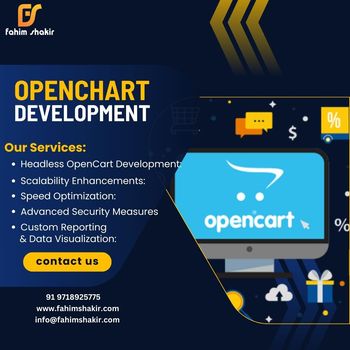 fahim shakir
OPENCHART
DEVELOPMENT
Our Services:
• Headless OpenCart Development:
• Scalability Enhancements:
• Speed Optimization:
• Advanced Security Measures
• Custom Reporting
& Data Visualization:
contact us
91 9718925775
www.fahimshakir.com
info@fahimshakir.com
opencart
$
%